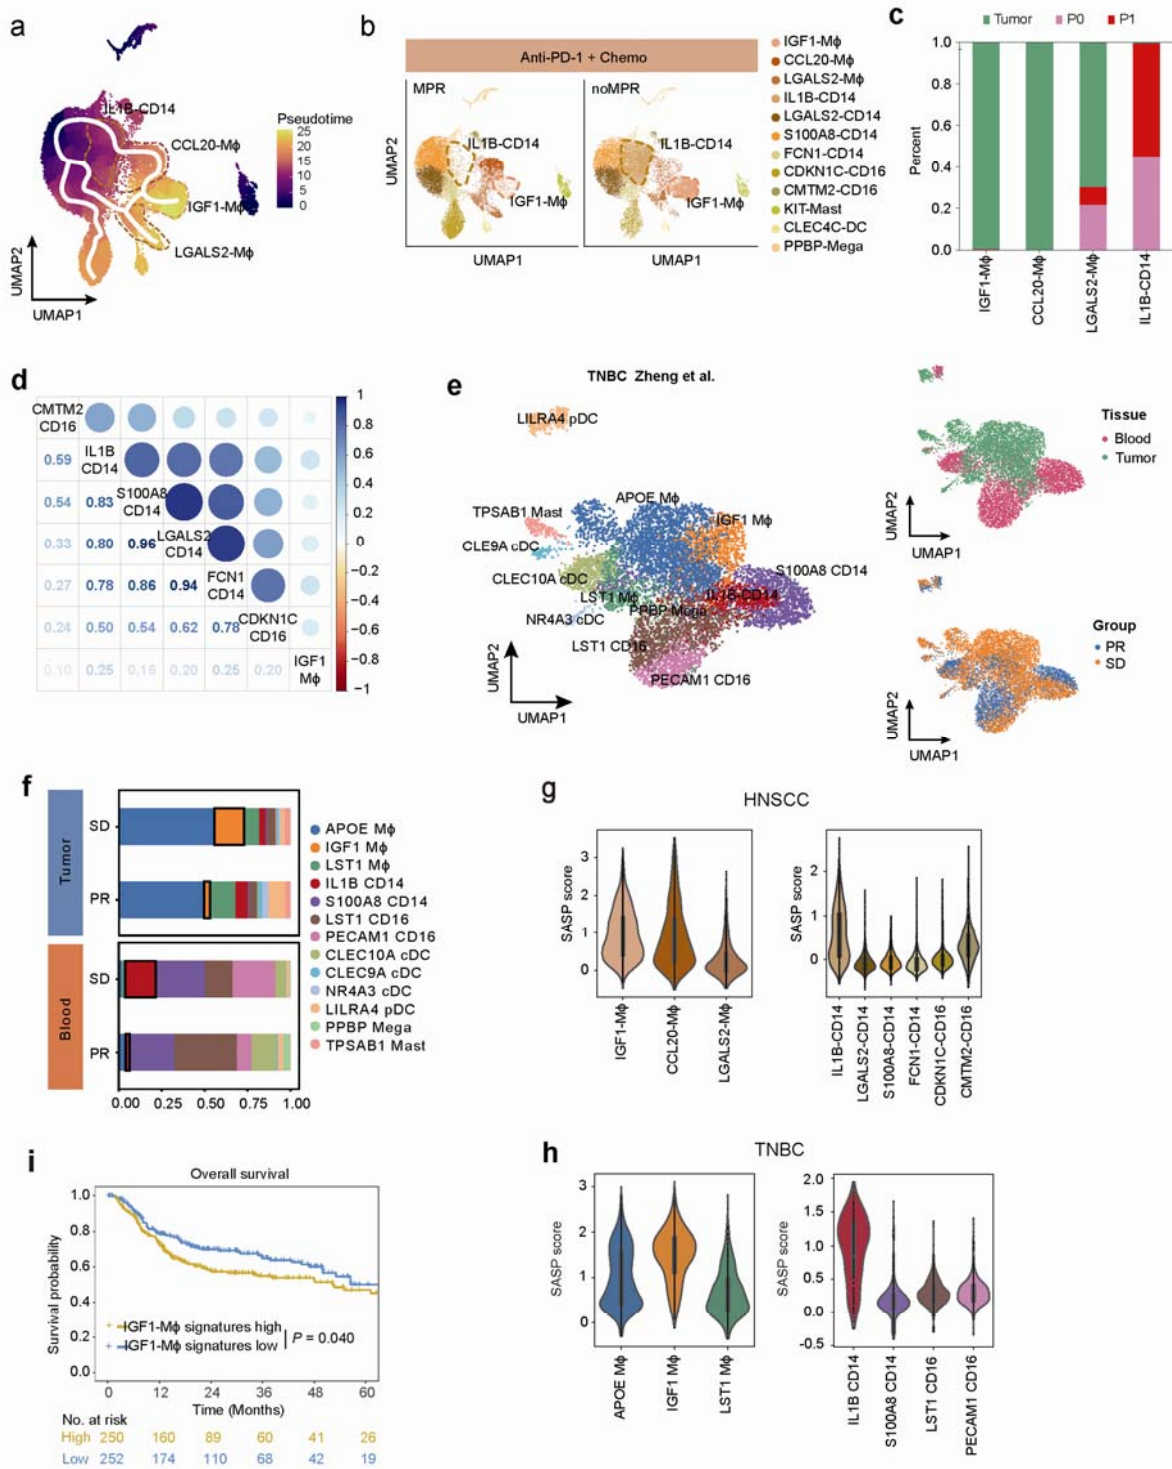 a
IL1B-CD14
CCL20-Mϕ
IGF1-Mϕ
LGALS2-Mϕ
Pseudotime
25
20
15
10
5
0
UMAP2
UMAP1
b
Anti-PD-1 + Chemo
MPR
noMPR
IL1B-CD14
IL1B-CD14
IGF1-Mϕ
IGF1-Mϕ
UMAP2
UMAP1
UMAP1
IGF1-Mϕ
CCL20-Mϕ
LGALS2-Mϕ
IL1B-CD14
LGALS2-CD14
S100A8-CD14
FCN1-CD14
CDKN1C-CD16
CMTM2-CD16
KIT-Mast
CLEC4C-DC
PPBP-Mega
c
Tumor P0 P1
Percent
1.0
0.8
0.6
0.4
0.2
0.0
IGF1-Mϕ
CCL20-Mϕ
LGALS2-Mϕ
IL1B-CD14
d
CMTM2
CD16
0.59 IL1B
CD14
0.54 0.83 S100A8
CD14
0.33 0.80 0.96 LGALS2
CD14
0.27 0.78 0.86 0.94 FCN1
CD14
0.24 0.50 0.54 0.62 0.78 CDKN1C
CD16
0.10 0.25 0.16 0.20 0.25 0.20 IGF1
Mϕ
1
0.8
0.6
0.4
0.2
0
−0.2
−0.4
−0.6
−0.8
−1
e
TNBC Zheng et al.
LILRA4 pDC
APOE Mϕ
TPSAB1 Mast
IGF1 Mϕ
CLE9A cDC
CLEC10A cDC
S100A8 CD14
LST1 Mϕ
IL1B-CD14
PPBP Mega
NR4A3 cDC
LST1 CD16
PECAM1 CD16
UMAP2
UMAP1
Tissue
Blood
Tumor
UMAP2
UMAP1
Group
PR
SD
UMAP2
UMAP1
f
Tumor
SD
PR
Blood
SD
PR
0.00 0.25 0.50 0.75 1.00
APOE Mϕ
IGF1 Mϕ
LST1 Mϕ
IL1B CD14
S100A8 CD14
LST1 CD16
PECAM1 CD16
CLEC10A cDC
CLEC9A cDC
NR4A3 cDC
LILRA4 pDC
PPBP Mega
TPSAB1 Mast
g
HNSCC
SASP score
3
2
1
0
IGF1-Mϕ
CCL20-Mϕ
LGALS2-Mϕ
SASP score
2
1
0
IL1B-CD14
LGALS2-CD14
S100A8-CD14
FCN1-CD14
CDKN1C-CD16
CMTM2-CD16
h
TNBC
SASP score
3
2
1
0
APOE Mϕ
IGF1 Mϕ
LST1 Mϕ
SASP score
2.0
1.5
1.0
0.5
0.0
-0.5
IL1B CD14
S100A8 CD14
LST1 CD16
PECAM1 CD16
i
Overall survival
Survival probability
1.0
0.8
0.6
0.4
0.2
0.0
IGF1-Mϕ signatures high
IGF1-Mϕ signatures low
P = 0.040
0 12 24 36 48 60
Time (Months)
No. at risk
High 250 160 89 60 41 26
Low 252 174 110 68 42 19